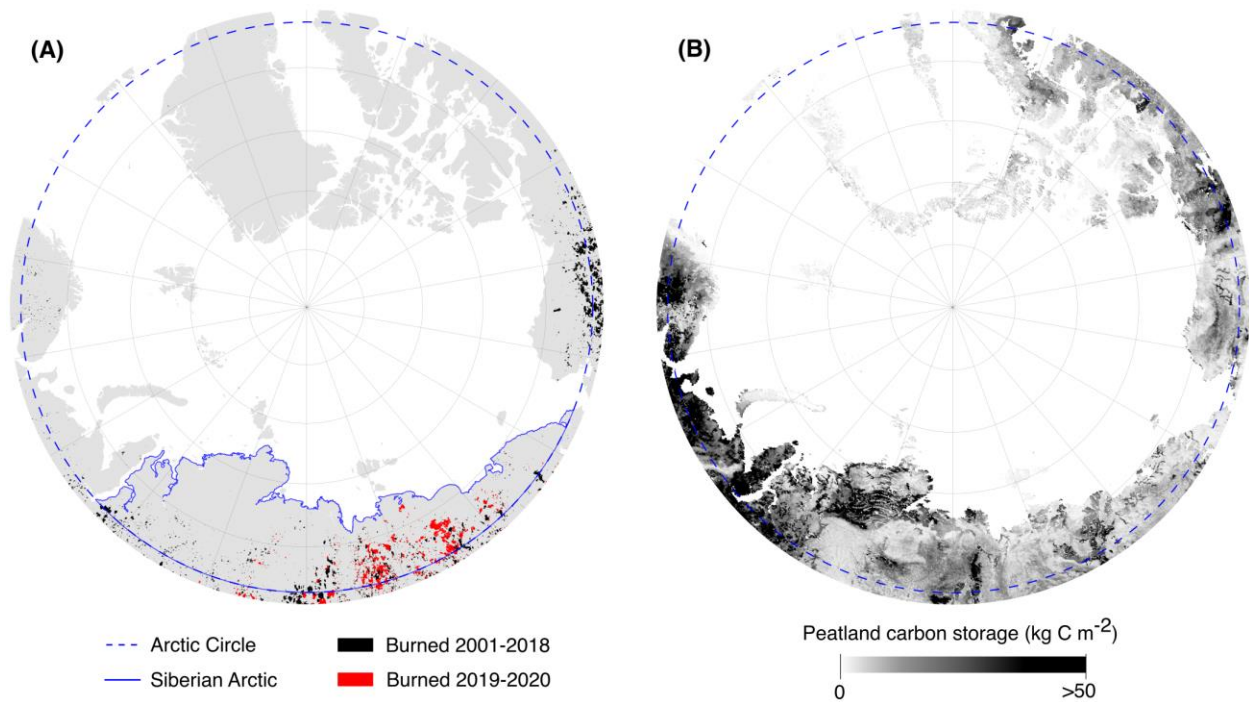 (A)
(B)
Arctic Circle
Burned 2001-2018
Siberian Arctic
Burned 2019-2020
Peatland carbon storage (kg C m⁻²)
0
>50